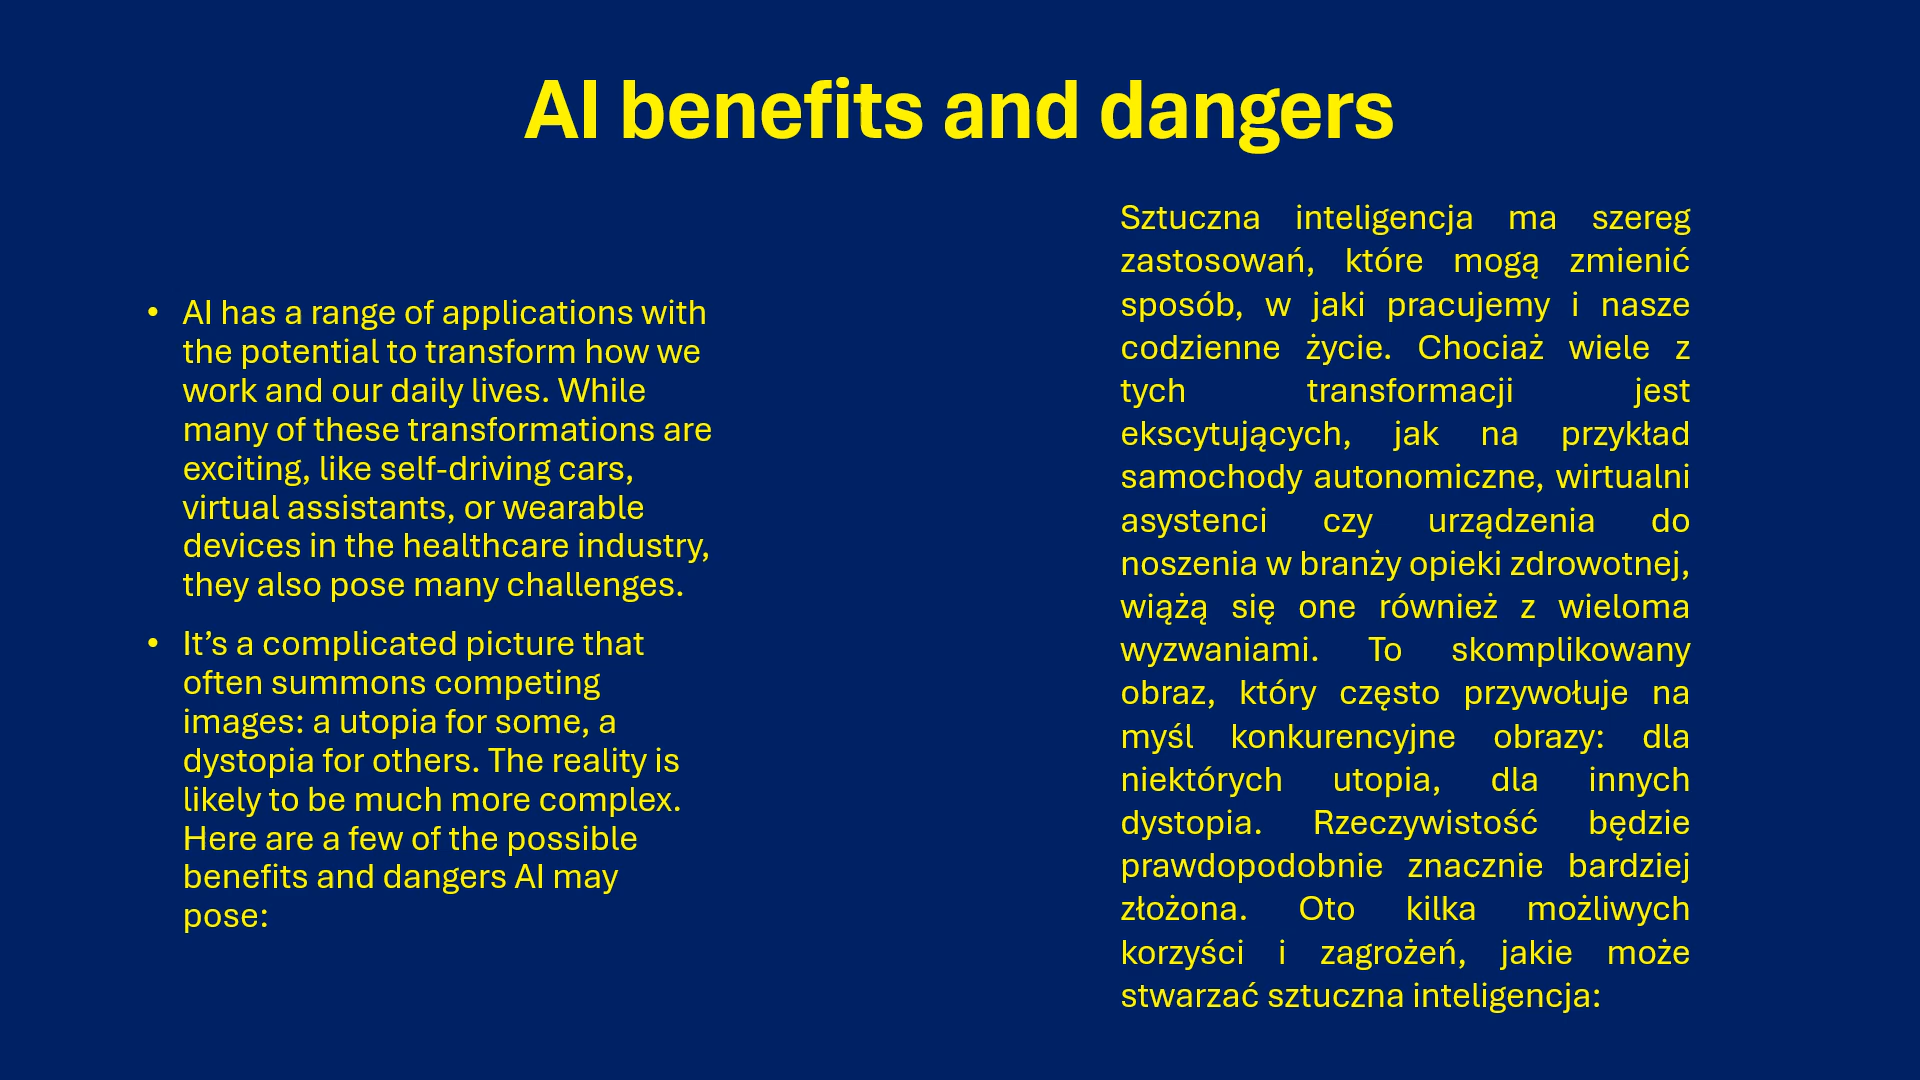 AI benefits and dangers
• AI has a range of applications with
the potential to transform how we
work and our daily lives. While
many of these transformations are
exciting, like self-driving cars,
virtual assistants, or wearable
devices in the healthcare industry,
they also pose many challenges.
• It’s a complicated picture that
often summons competing
images: a utopia for some, a
dystopia for others. The reality is
likely to be much more complex.
Here are a few of the possible
benefits and dangers AI may
pose:
Sztuczna inteligencja ma szereg
zastosowań, które mogą zmienić
sposób, w jaki pracujemy i nasze
codzienne życie. Chociaż wiele z
tych transformacji jest
ekscytujących, jak na przykład
samochody autonomiczne, wirtualni
asystenci czy urządzenia do
noszenia w branży opieki zdrowotnej,
wiążą się one również z wieloma
wyzwaniami. To skomplikowany
obraz, który często przywołuje na
myśl konkurencyjne obrazy: dla
niektórych utopia, dla innych
dystopia. Rzeczywistość będzie
prawdopodobnie znacznie bardziej
złożona. Oto kilka możliwych
korzyści i zagrożeń, jakie może
stwarzać sztuczna inteligencja: